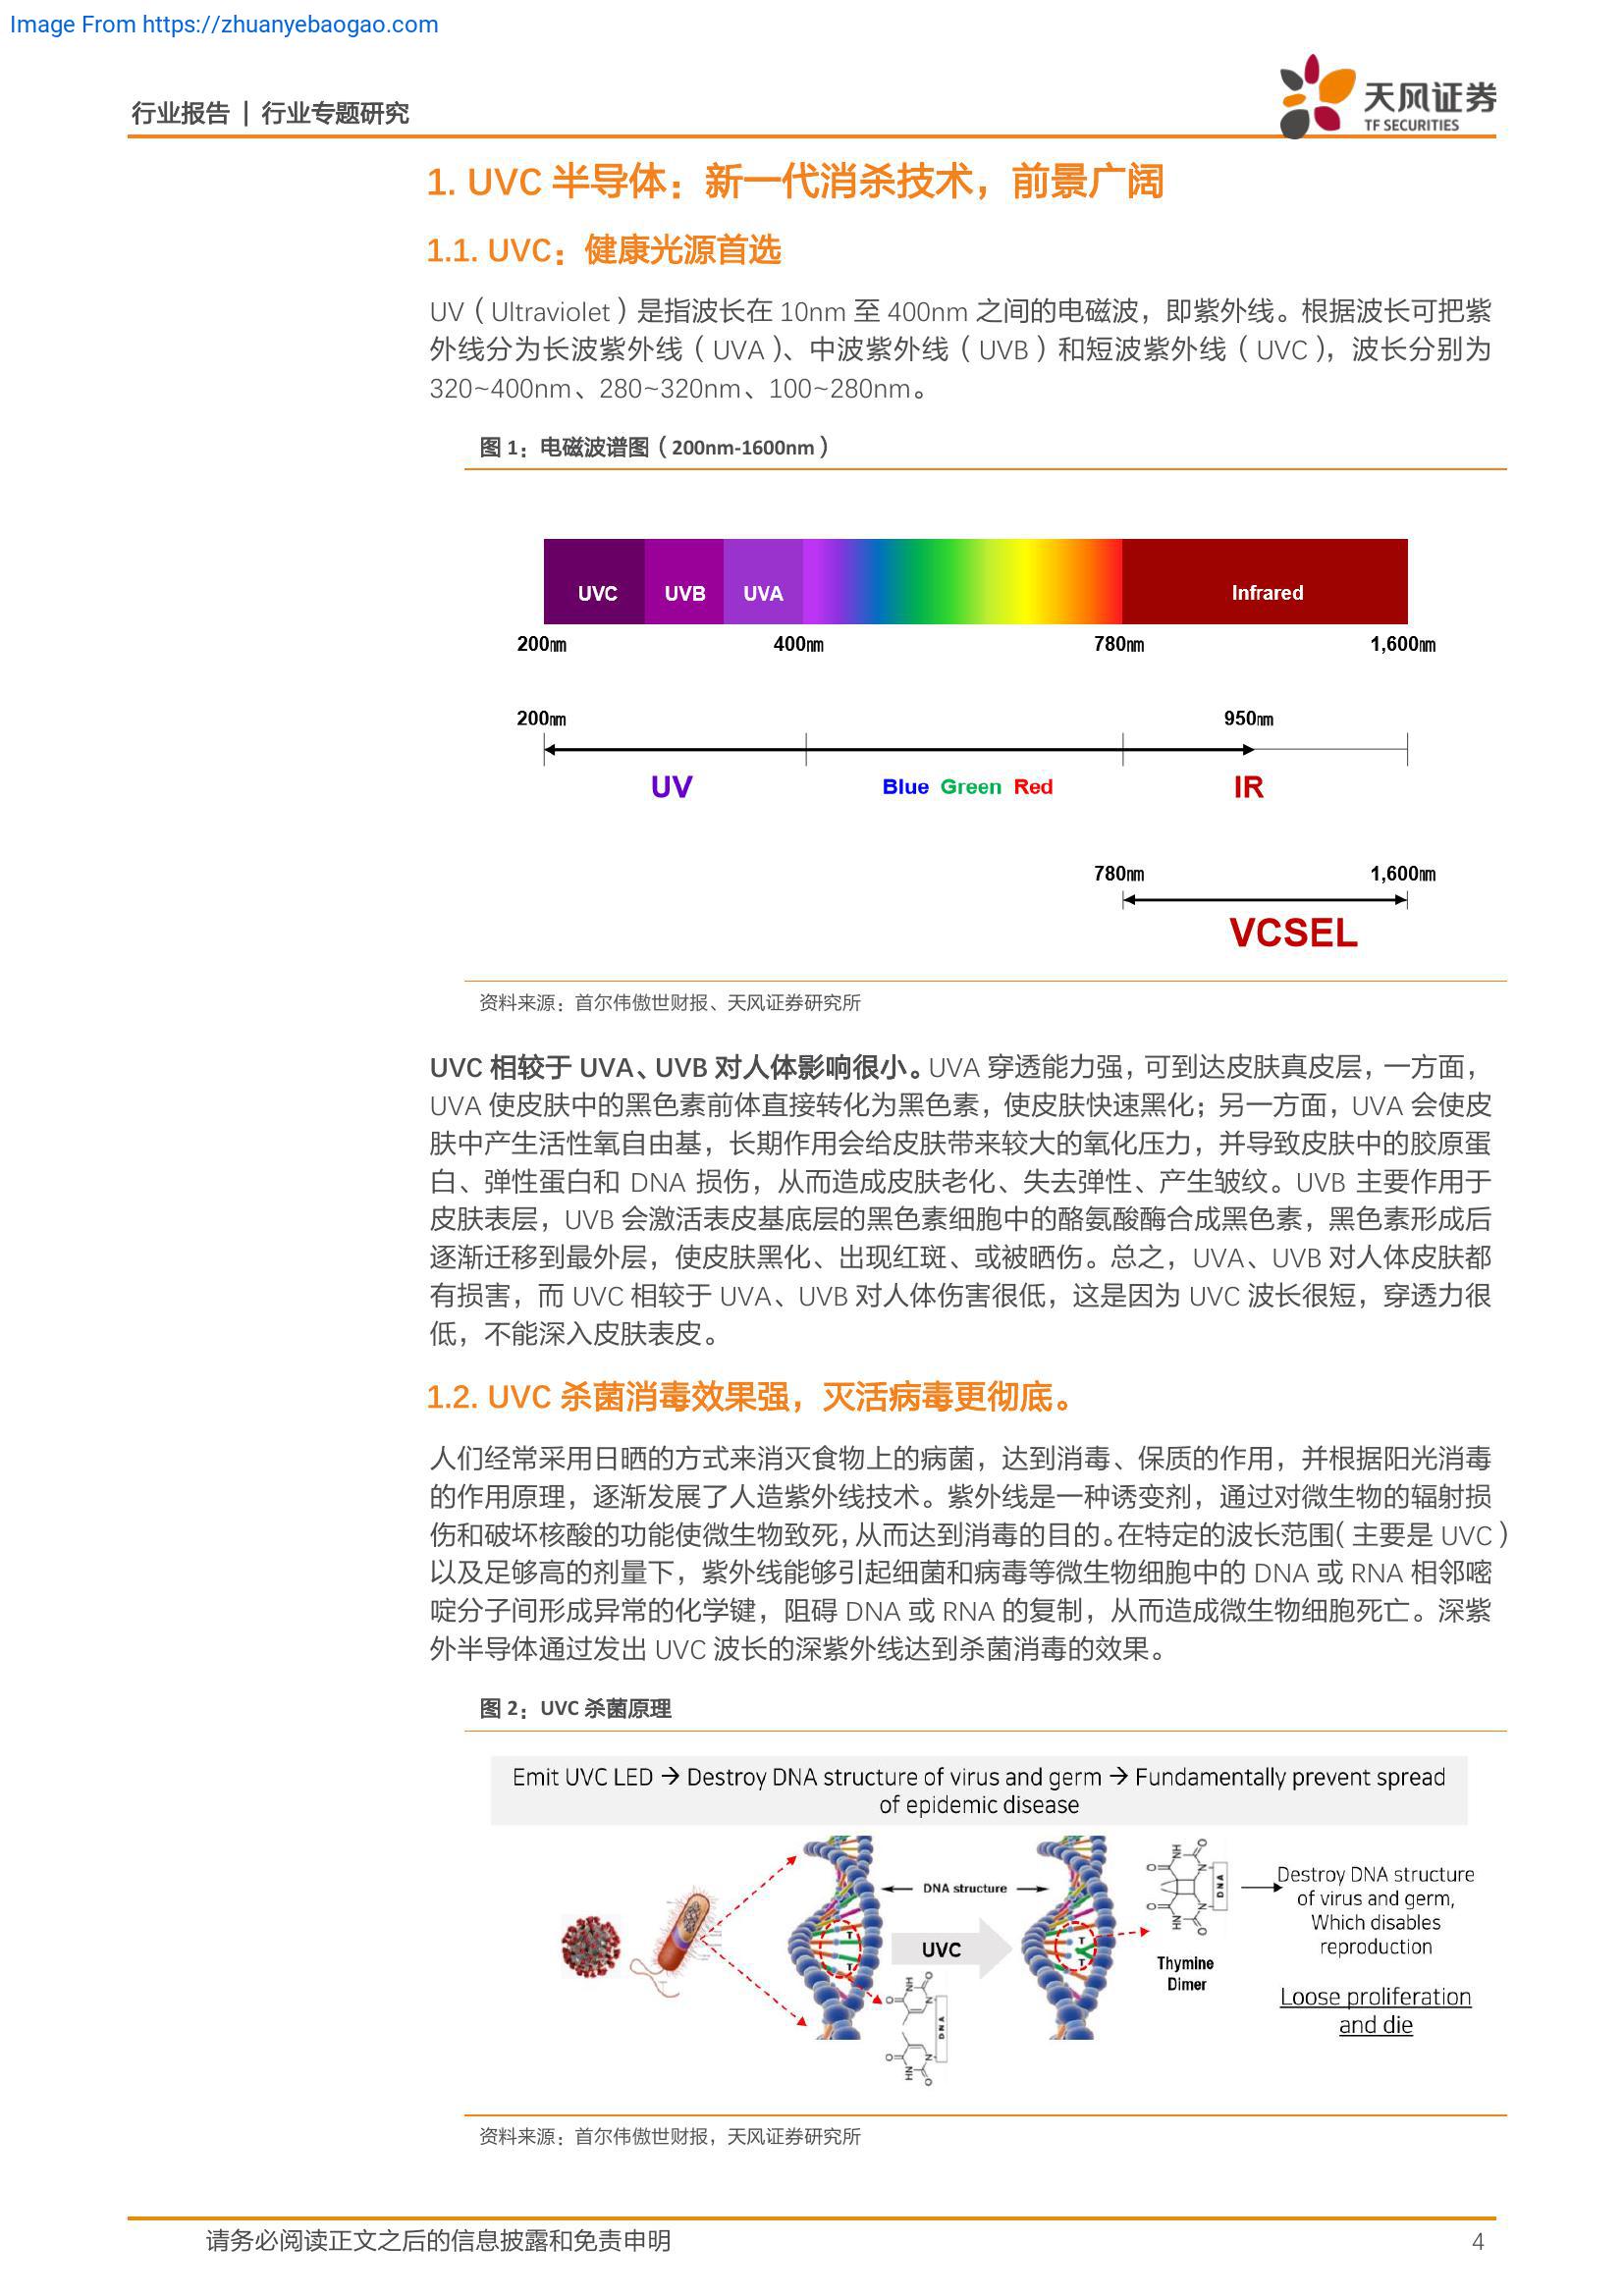 Image From https://zhuanyebaogao.com
行业报告 | 行业专题研究
天风证券
TF SECURITIES
1. UVC 半导体：新一代消杀技术，前景广阔
1.1. UVC：健康光源首选
UV（Ultraviolet）是指波长在 10nm 至 400nm 之间的电磁波，即紫外线。根据波长可把紫
外线分为长波紫外线（UVA）、中波紫外线（UVB）和短波紫外线（UVC），波长分别为
320~400nm、280~320nm、100~280nm。
图 1：电磁波谱图（200nm-1600nm）
UVC UVB UVA Infrared
200nm 400nm 780nm 1,600nm
200nm 950nm
UV Blue Green Red IR
780nm 1,600nm
VCSEL
资料来源：首尔伟傲世财报、天风证券研究所
UVC 相较于 UVA、UVB 对人体影响很小。UVA 穿透能力强，可到达皮肤真皮层，一方面，
UVA 使皮肤中的黑色素前体直接转化为黑色素，使皮肤快速黑化；另一方面，UVA 会使皮
肤中产生活性氧自由基，长期作用会给皮肤带来较大的氧化压力，并导致皮肤中的胶原蛋
白、弹性蛋白和 DNA 损伤，从而造成皮肤老化、失去弹性、产生皱纹。UVB 主要作用于
皮肤表层，UVB 会激活表皮基底层的黑色素细胞中的酪氨酸酶合成黑色素，黑色素形成后
逐渐迁移到最外层，使皮肤黑化、出现红斑、或被晒伤。总之，UVA、UVB 对人体皮肤都
有损害，而 UVC 相较于 UVA、UVB 对人体伤害很低，这是因为 UVC 波长很短，穿透力很
低，不能深入皮肤表皮。
1.2. UVC 杀菌消毒效果强，灭活病毒更彻底。
人们经常采用日晒的方式来消灭食物上的病菌，达到消毒、保质的作用，并根据阳光消毒
的作用原理，逐渐发展了人造紫外线技术。紫外线是一种诱变剂，通过对微生物的辐射损
伤和破坏核酸的功能使微生物致死，从而达到消毒的目的。在特定的波长范围（主要是 UVC）
以及足够高的剂量下，紫外线能够引起细菌和病毒等微生物细胞中的 DNA 或 RNA 相邻嘧
啶分子间形成异常的化学键，阻碍 DNA 或 RNA 的复制，从而造成微生物细胞死亡。深紫
外半导体通过发出 UVC 波长的深紫外线达到杀菌消毒的效果。
图 2：UVC 杀菌原理
Emit UVC LED → Destroy DNA structure of virus and germ → Fundamentally prevent spread
of epidemic disease
DNA structure
UVC
T
T
T
T
NH
O
O
N
DNA
N
O
O
NH
NH
O
O
N
DNA
N
O
O
NH
Thymine
Dimer
Destroy DNA structure
of virus and germ,
Which disables
reproduction
Loose proliferation
and die
资料来源：首尔伟傲世财报，天风证券研究所
请务必阅读正文之后的信息披露和免责申明
4